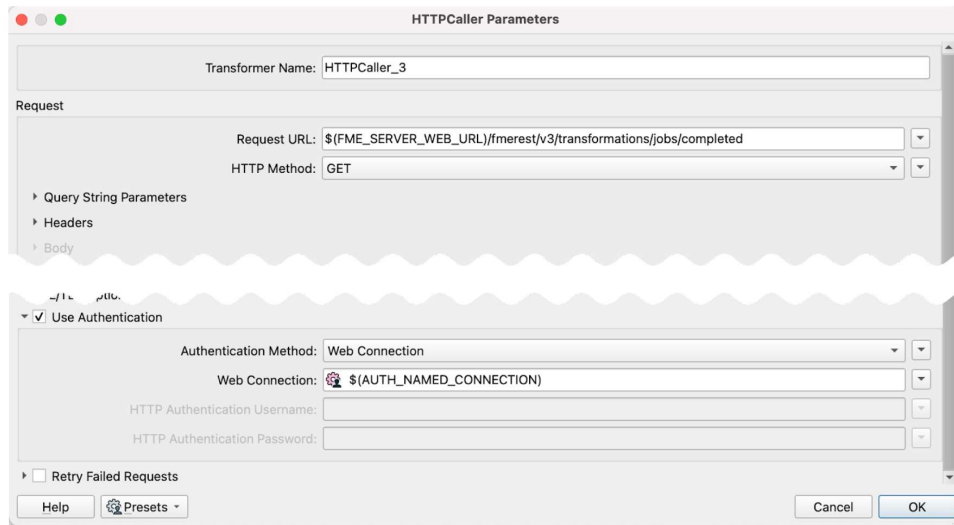 HTTPCaller Parameters
Transformer Name: HTTPCaller_3
Request
Request URL: $(FME_SERVER_WEB_URL)/fmerest/v3/transformations/jobs/completed
HTTP Method: GET
Query String Parameters
Headers
Body
Use Authentication
Authentication Method: Web Connection
Web Connection: $(AUTH_NAMED_CONNECTION)
HTTP Authentication Username:
HTTP Authentication Password:
Retry Failed Requests
Help Presets Cancel OK